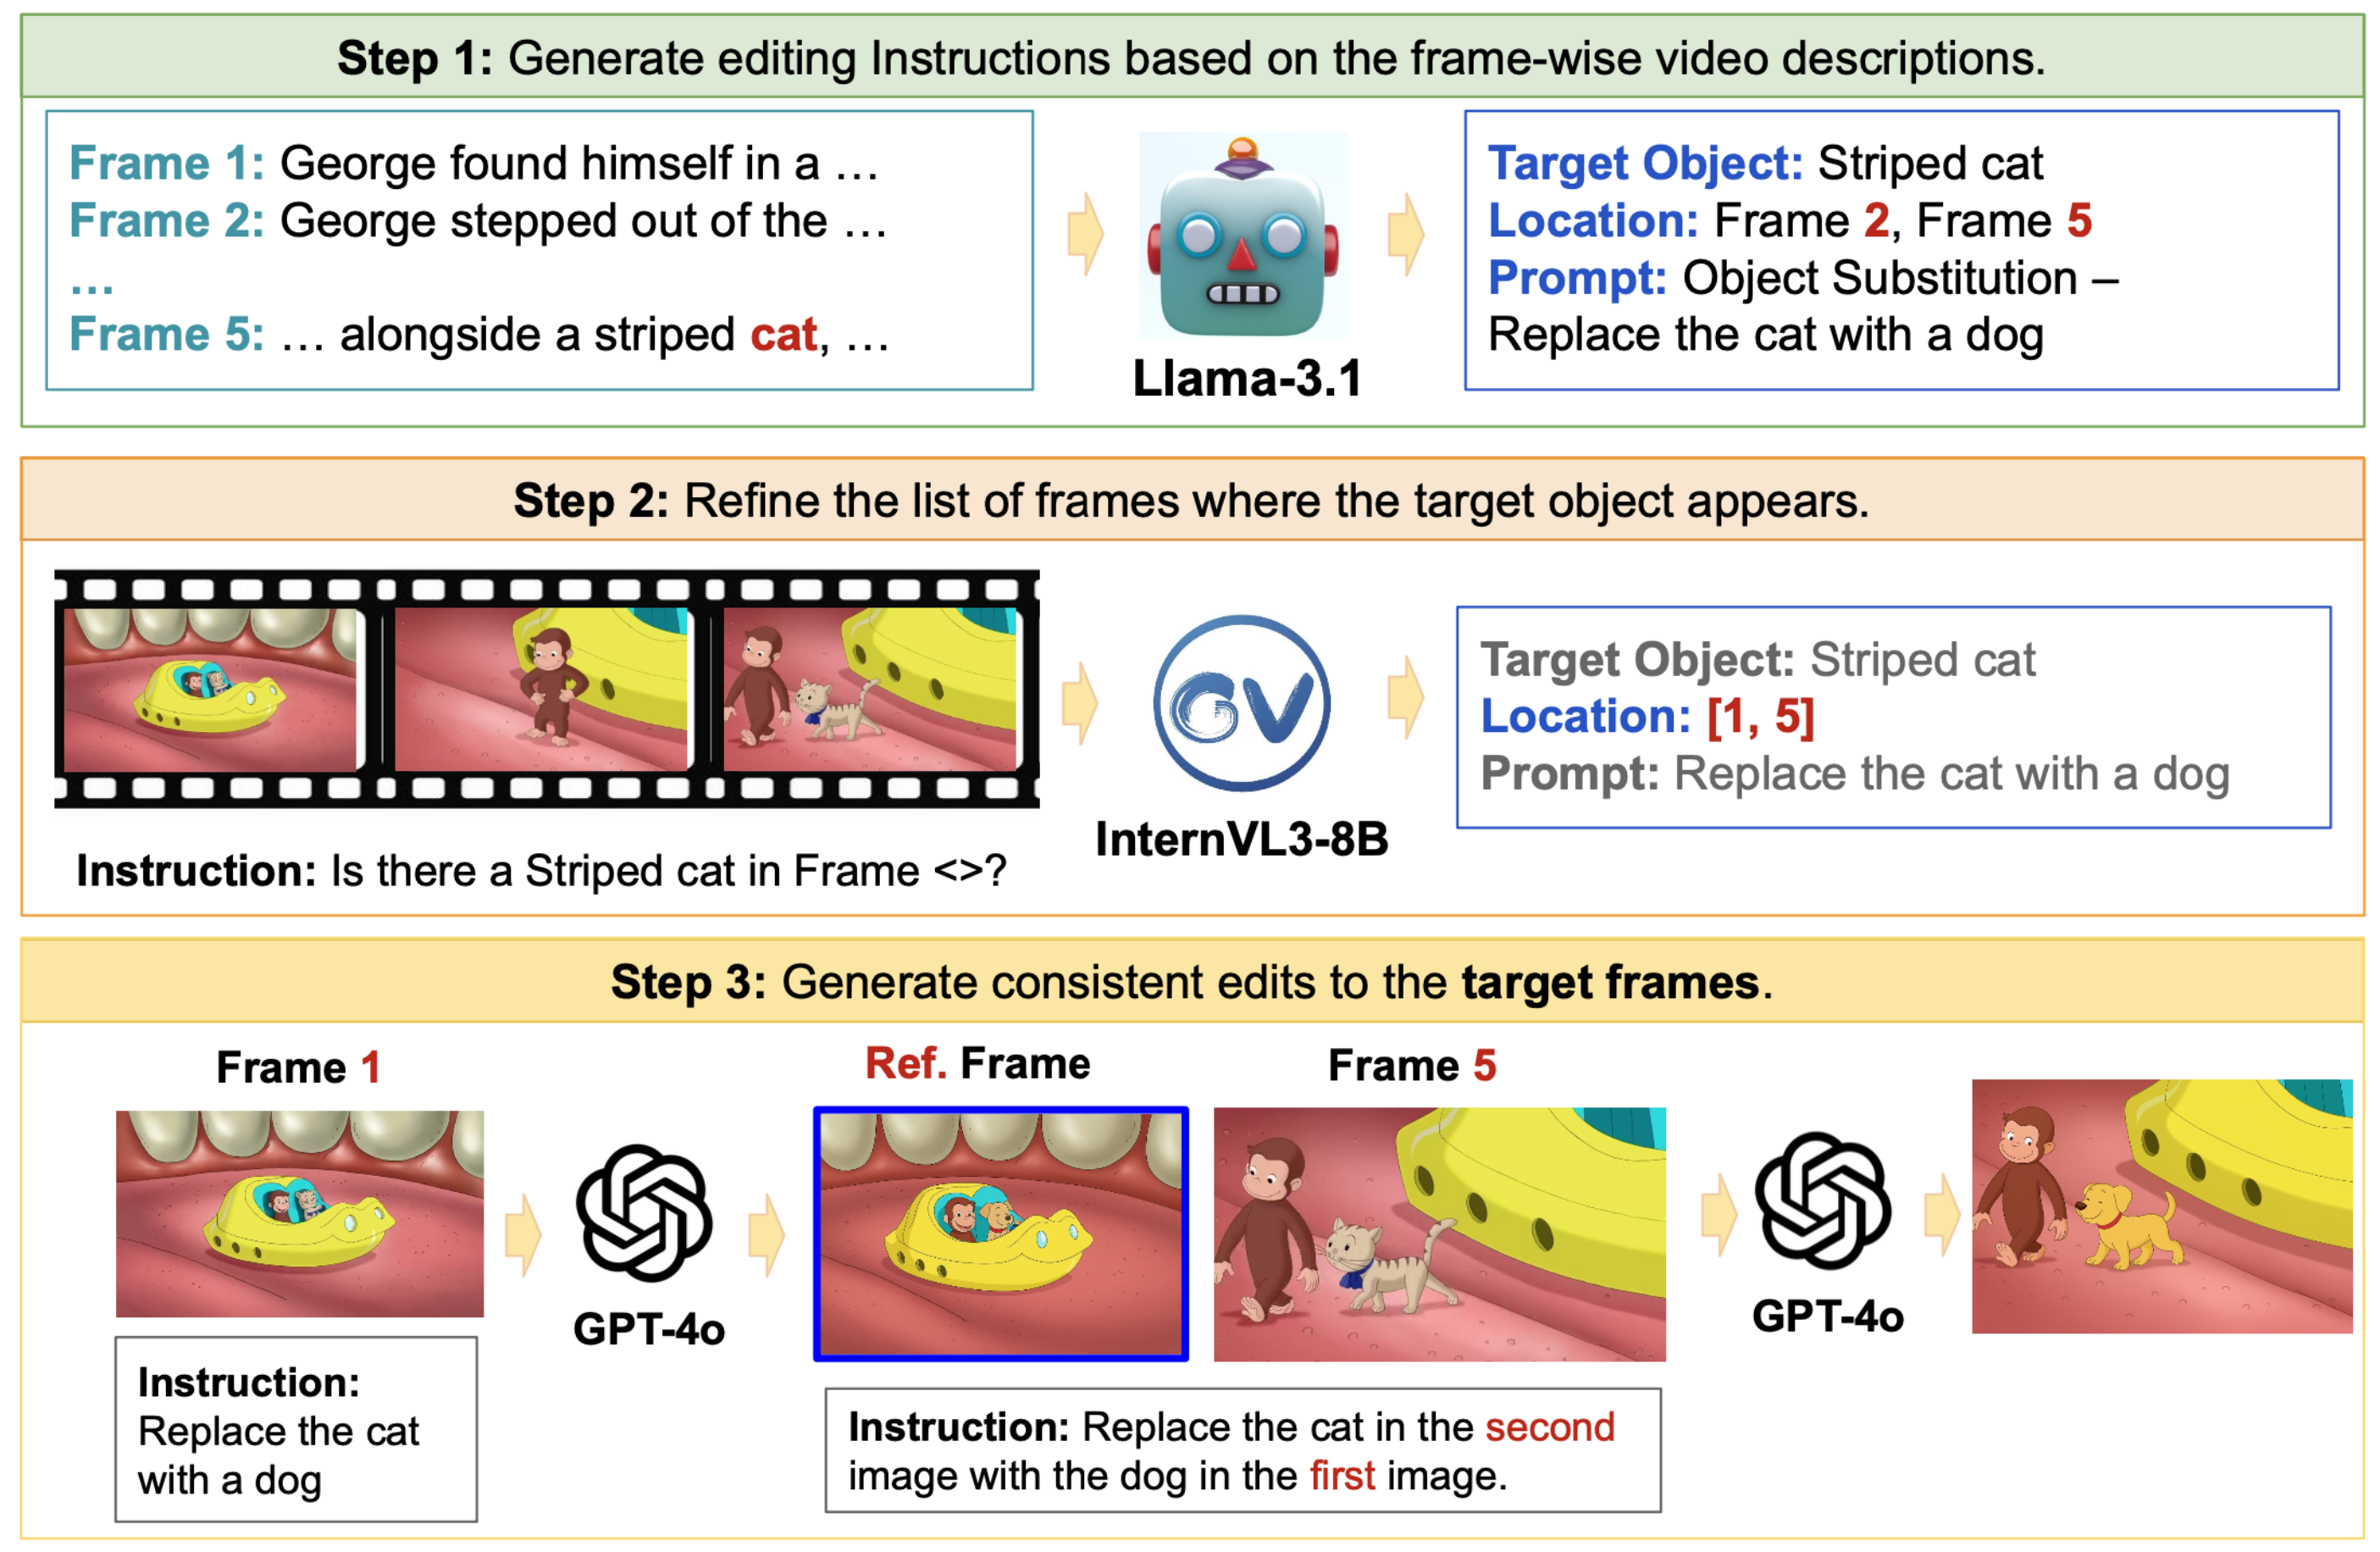 Step 1: Generate editing Instructions based on the frame-wise video descriptions.
Frame 1: George found himself in a …
Frame 2: George stepped out of the …
…
Frame 5: … alongside a striped cat, …
Llama-3.1
Target Object: Striped cat
Location: Frame 2, Frame 5
Prompt: Object Substitution –
Replace the cat with a dog
Step 2: Refine the list of frames where the target object appears.
Instruction: Is there a Striped cat in Frame <>?
GV
InternVL3-8B
Target Object: Striped cat
Location: [1, 5]
Prompt: Replace the cat with a dog
Step 3: Generate consistent edits to the target frames.
Frame 1
Instruction:
Replace the cat
with a dog
GPT-4o
Ref. Frame
Frame 5
Instruction: Replace the cat in the second
image with the dog in the first image.
GPT-4o